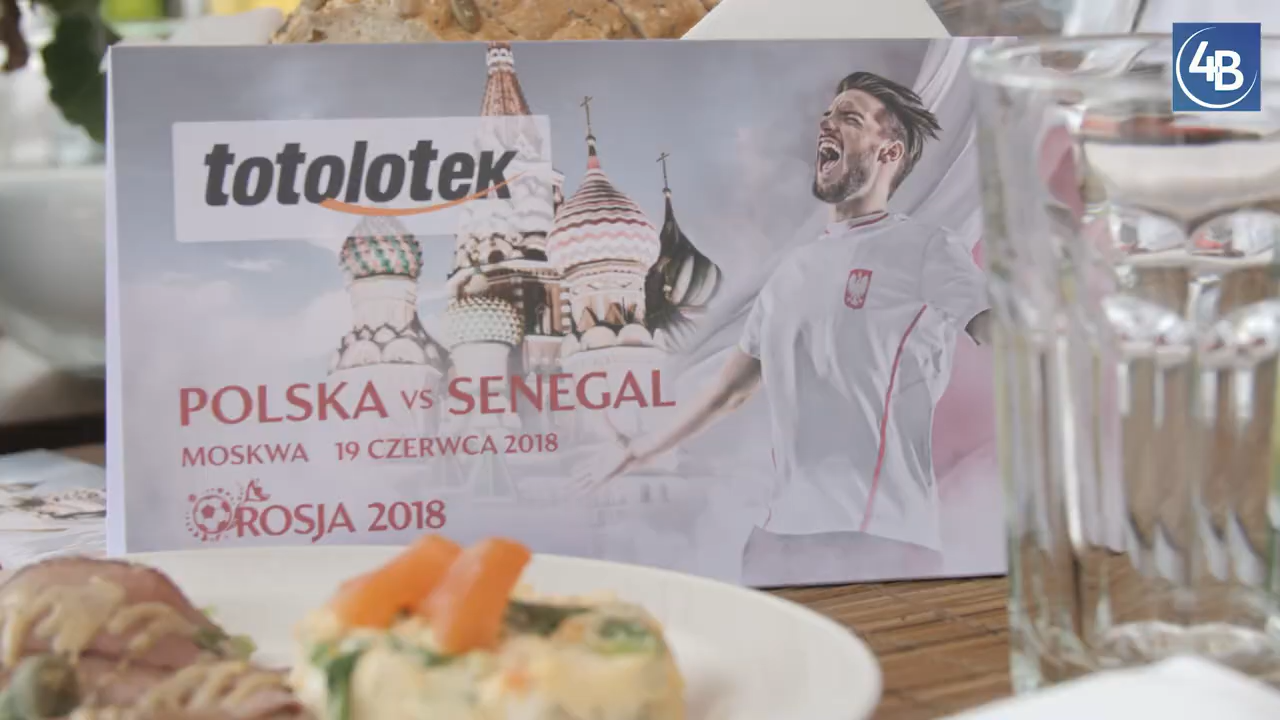 4B
totolotek
POLSKA VS SENEGAL
MOSKWA 19 CZERWCA 2018
ROSJA 2018